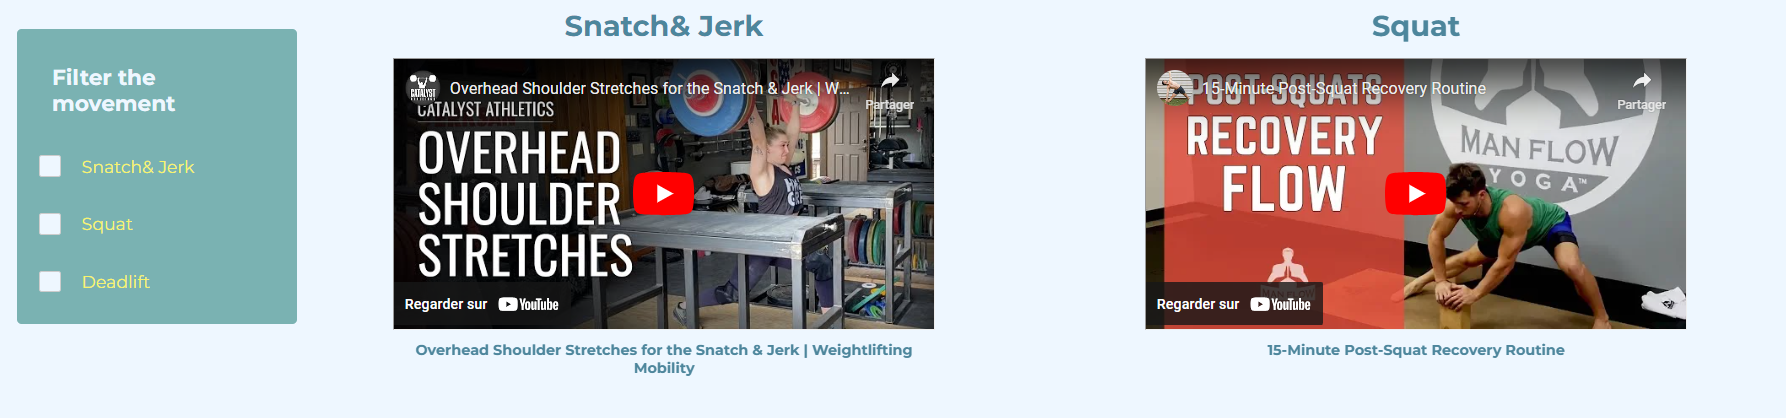 Filter the
movement
Snatch& Jerk
Squat
Deadlift
Snatch& Jerk
CATALYST
Overhead Shoulder Stretches for the Snatch & Jerk | W...
Partager
CATALYST ATHLETICS
OVERHEAD
SHOULDER
STRETCHES
Regarder sur YouTube
Overhead Shoulder Stretches for the Snatch & Jerk | Weightlifting
Mobility
Squat
15-Minute Post-Squat Recovery Routine
Partager
POST-SQUATS
RECOVERY
FLOW
MAN FLOW
YOGA™
MAN FLOW
Regarder sur YouTube
15-Minute Post-Squat Recovery Routine